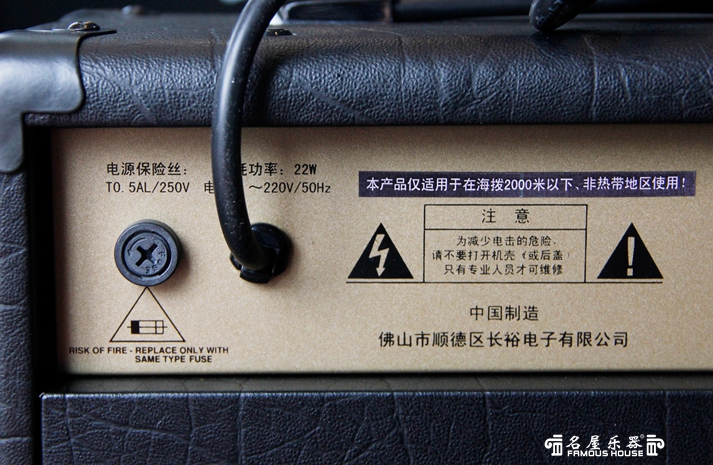 电源保险丝: 耗功率: 22W
T0.5AL/250V 电 ~220V/50Hz
本产品仅适用于在海拨2000米以下、非热带地区使用!
注 意
为减少电击的危险,
请不要打开机壳(或后盖)
只有专业人员才可维修
中国制造
佛山市顺德区长裕电子有限公司
RISK OF FIRE - REPLACE ONLY WITH
SAME TYPE FUSE
名屋乐器®
FAMOUS HOUSE